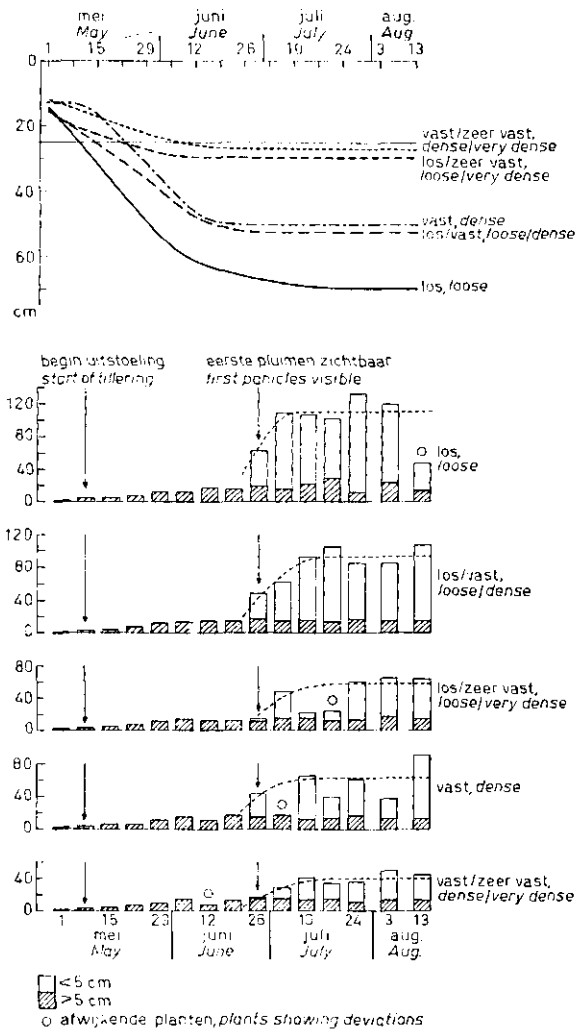 mei juni juli aug.
May June July Aug.
1 15 29 12 26 10 24 3 13
0
20
40
60
cm
vast/zeer vast,
dense/very dense
los/zeer vast,
loose/very dense
vast, dense
los/vast, loose/dense
los, loose
begin uitstoeling
start of tillering
eerste pluimen zichtbaar
first panicles visible
120
80
40
0
los,
loose
120
80
40
0
los/vast,
loose/dense
80
40
0
los/zeer vast,
loose/very dense
80
40
0
vast, dense
40
0
vast/zeer vast,
dense/very dense
1 15 29 12 26 10 24 3 13
mei juni juli aug.
May June July Aug.
<5 cm
>5 cm
afwijkende planten, plants showing deviations